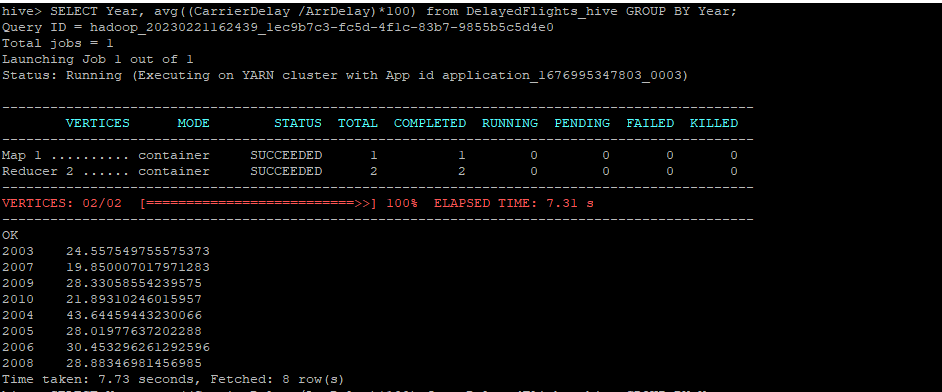 hive> SELECT Year, avg((CarrierDelay /ArrDelay)*100) from DelayedFlights_hive GROUP BY Year;
Query ID = hadoop_20230221162439_1ec9b7c3-fc5d-4f1c-83b7-9855b5c5d4e0
Total jobs = 1
Launching Job 1 out of 1
Status: Running (Executing on YARN cluster with App id application_1676995347803_0003)
----------------------------------------------------------------------------------------------
VERTICES MODE STATUS TOTAL COMPLETED RUNNING PENDING FAILED KILLED
----------------------------------------------------------------------------------------------
Map 1 .......... container SUCCEEDED 1 1 0 0 0 0
Reducer 2 ...... container SUCCEEDED 2 2 0 0 0 0
----------------------------------------------------------------------------------------------
VERTICES: 02/02 [==========================>>] 100% ELAPSED TIME: 7.31 s
----------------------------------------------------------------------------------------------
OK
2003 24.557549755575373
2007 19.850007017971283
2009 28.33058554239575
2010 21.89310246015957
2004 43.64459443230066
2005 28.01977637202288
2006 30.453296261292596
2008 28.88346981456985
Time taken: 7.73 seconds, Fetched: 8 row(s)